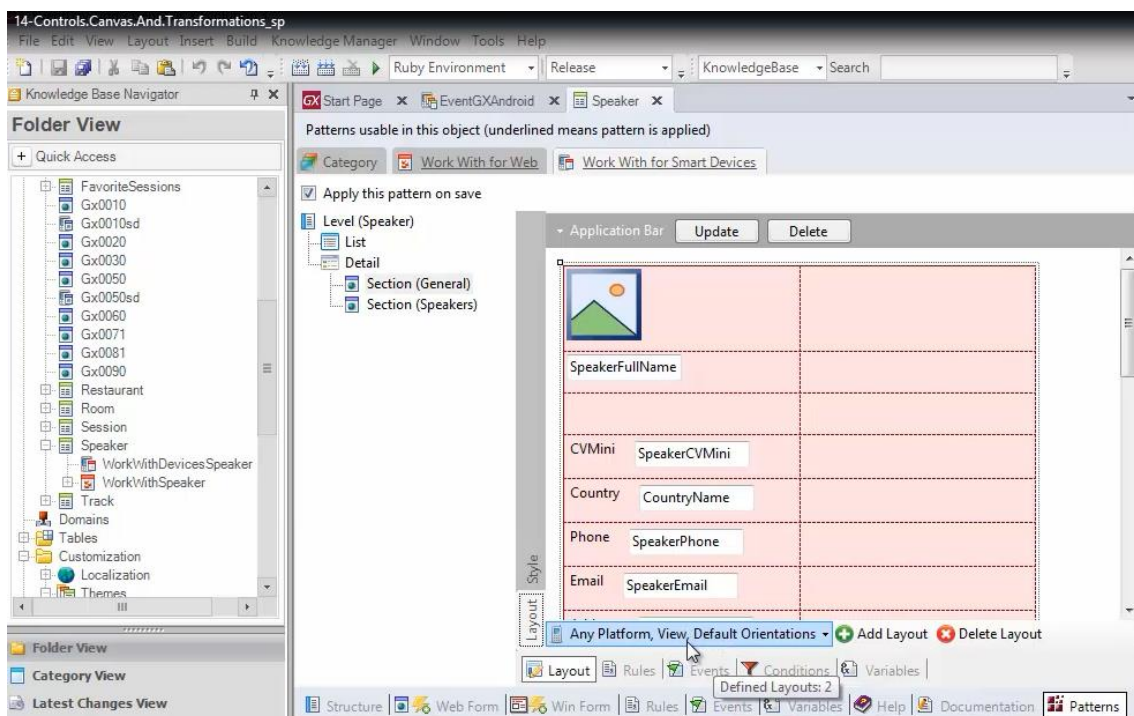 14-Controls.Canvas.And.Transformations_sp
File Edit View Layout Insert Build Knowledge Manager Window Tools Help
Ruby Environment Release KnowledgeBase Search
Knowledge Base Navigator
Folder View
+ Quick Access
FavoriteSessions
Gx0010
Gx0010sd
Gx0020
Gx0030
Gx0050
Gx0050sd
Gx0060
Gx0071
Gx0081
Gx0090
Restaurant
Room
Session
Speaker
WorkWithDevicesSpeaker
WorkWithSpeaker
Track
Domains
Tables
Customization
Localization
Themes
Folder View
Category View
Latest Changes View
GX Start Page EventGXAndroid Speaker
Patterns usable in this object (underlined means pattern is applied)
Category Work With for Web Work With for Smart Devices
Apply this pattern on save
Level (Speaker)
List
Detail
Section (General)
Section (Speakers)
Application Bar Update Delete
SpeakerFullName
CVMini SpeakerCVMini
Country CountryName
Phone SpeakerPhone
Email SpeakerEmail
Style
Layout
Any Platform, View, Default Orientations Add Layout Delete Layout
Layout Rules Events Conditions Variables
Defined Layouts: 2
Structure Web Form Win Form Rules Events Variables Help Documentation Patterns